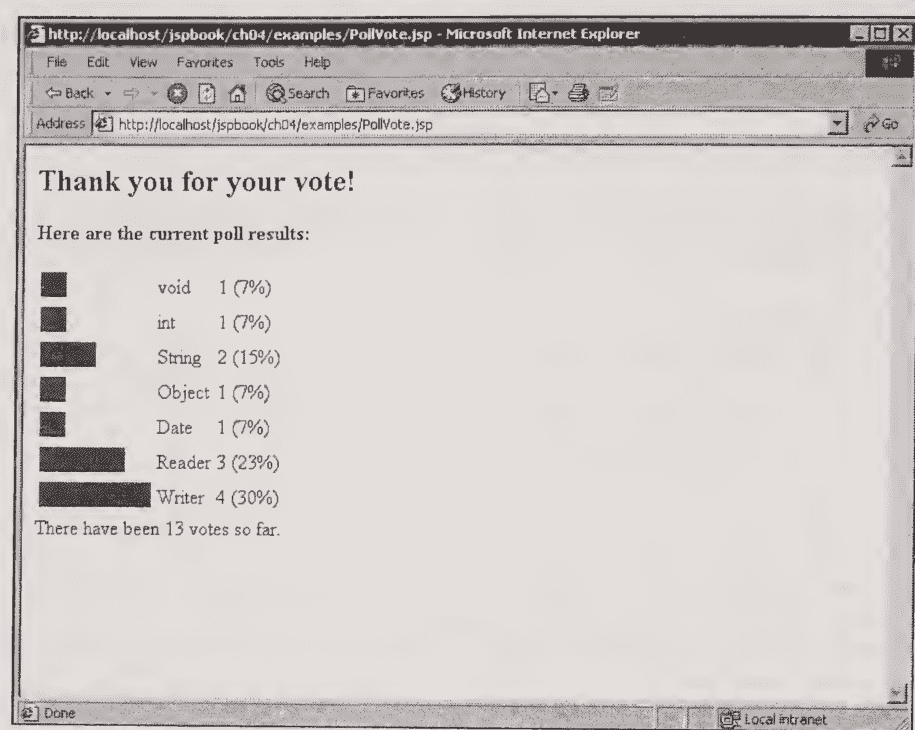 http://localhost/jspbook/ch04/examples/PollVote.jsp - Microsoft Internet Explorer
File Edit View Favorites Tools Help
Back Search Favorites History
Address http://localhost/jspbook/ch04/examples/PollVote.jsp Go
Thank you for your vote!
Here are the current poll results:
void 1 (7%)
int 1 (7%)
String 2 (15%)
Object 1 (7%)
Date 1 (7%)
Reader 3 (23%)
Writer 4 (30%)
There have been 13 votes so far.
Done Local intranet